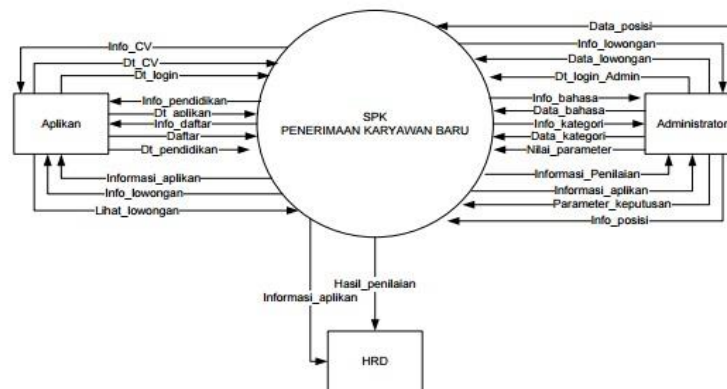 Data_posisi
Info_lowongan
Data_lowongan
Dt_login_Admin
Info_CV
Dt_CV
Dt_login
Info_pendidikan
Dt_aplikan
Info_daftar
Daftar
Dt_pendidikan
Aplikan
SPK
PENERIMAAN KARYAWAN BARU
Info_bahasa
Data_bahasa
Info_kategori
Data_kategori
Nilai_parameter
Administrator
Informasi_aplikan
Info_lowongan
Lihat_lowongan
Informasi_Penilaian
Informasi_aplikan
Parameter_keputusan
Info_posisi
Hasil_penilaian
Informasi_aplikan
HRD